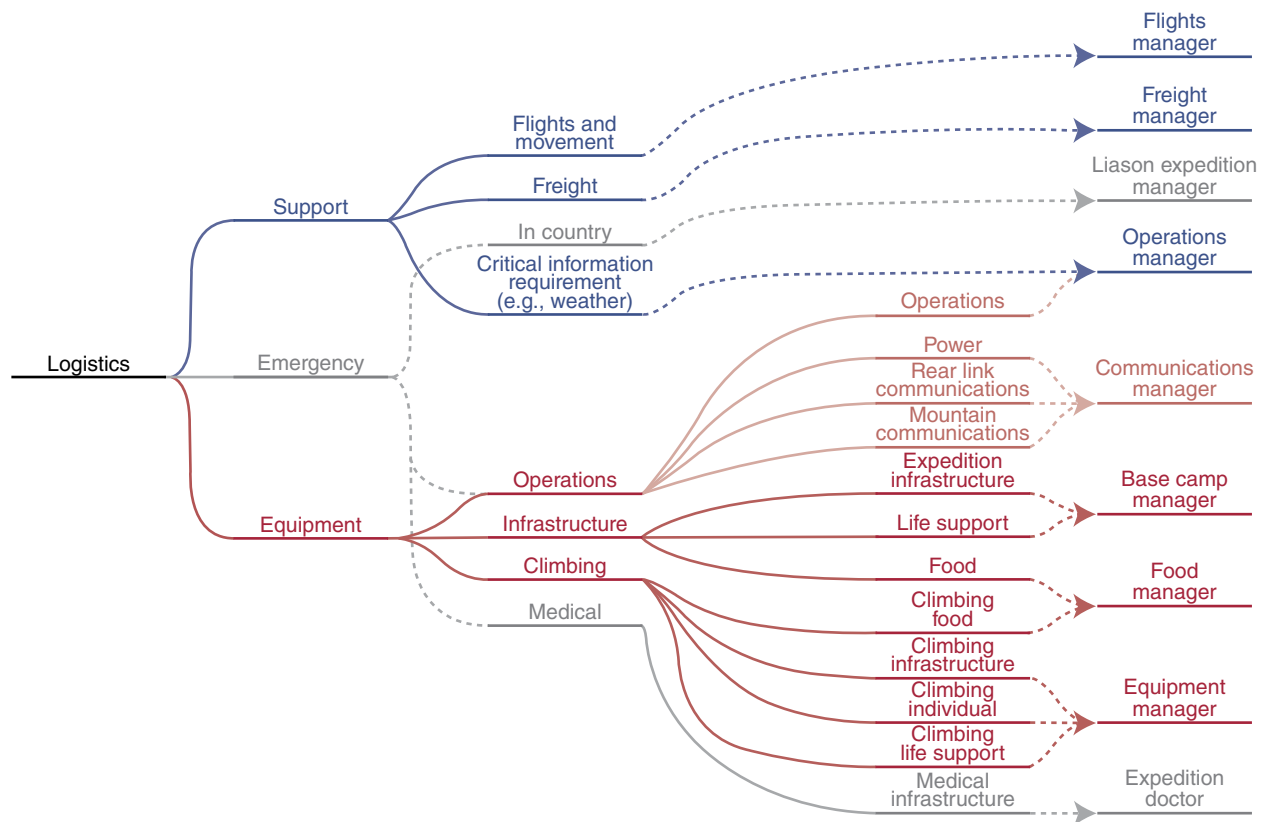 Logistics
Support
Emergency
Equipment
Flights and
movement
Freight
In country
Critical information
requirement
(e.g., weather)
Operations
Infrastructure
Climbing
Medical
Operations
Power
Rear link
communications
Mountain
communications
Expedition
infrastructure
Life support
Food
Climbing
food
Climbing
infrastructure
Climbing
individual
Climbing
life support
Medical
infrastructure
Flights
manager
Freight
manager
Liason expedition
manager
Operations
manager
Communications
manager
Base camp
manager
Food
manager
Equipment
manager
Expedition
doctor